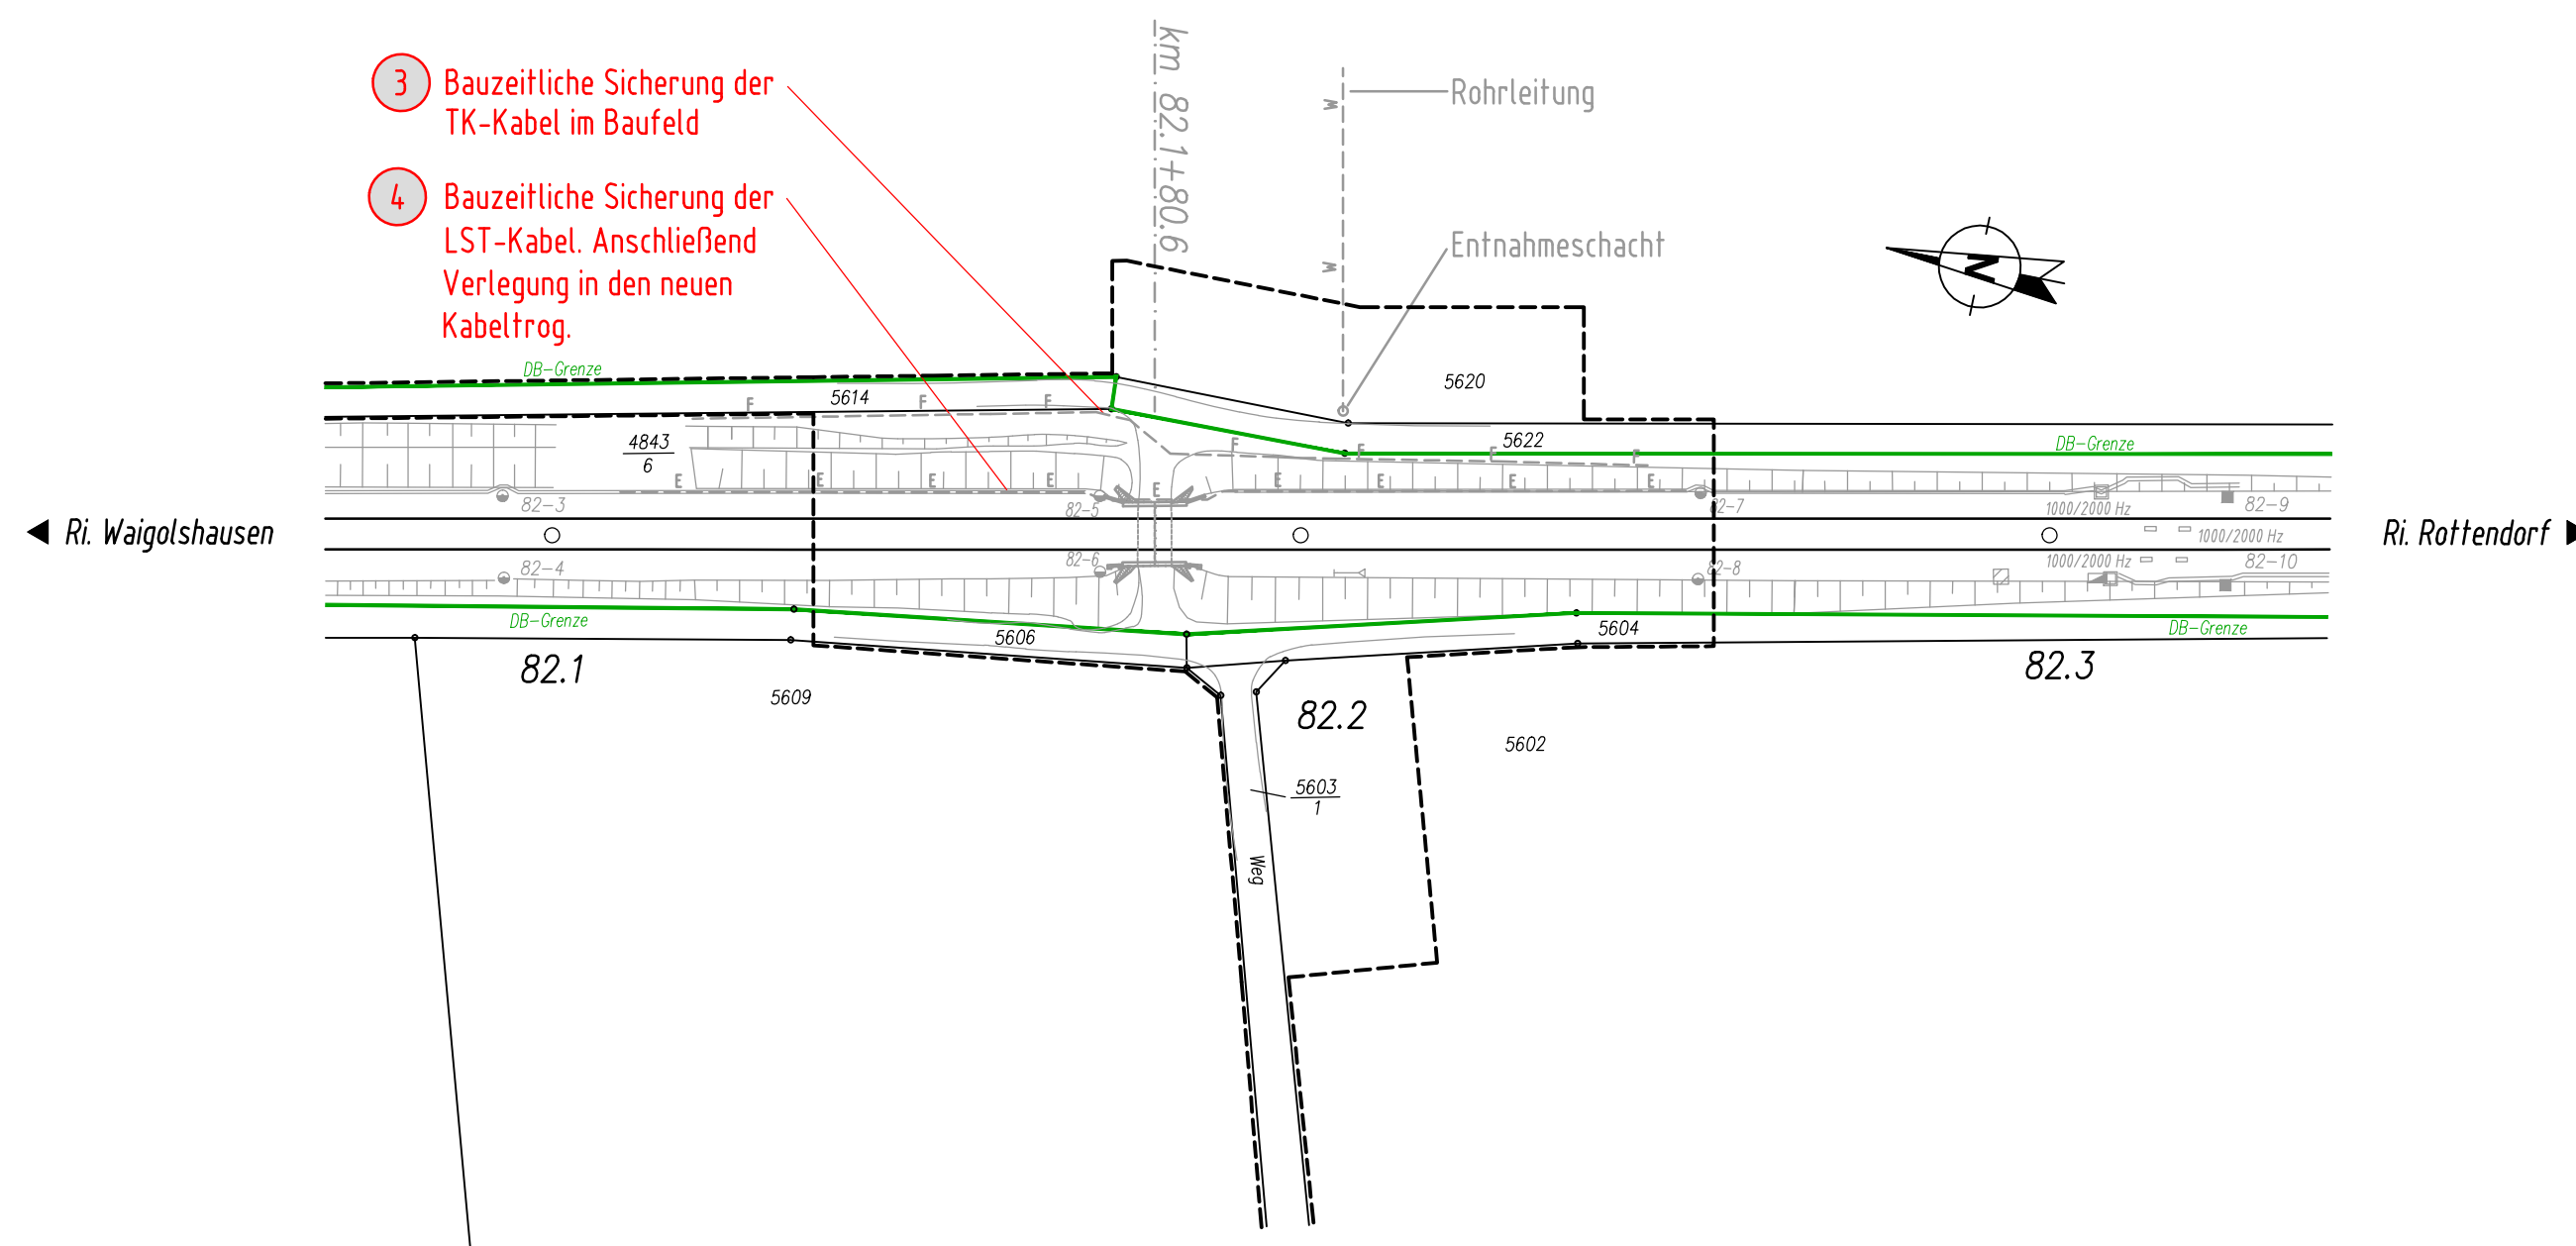 3
Bauzeitliche Sicherung der
TK-Kabel im Baufeld
4
Bauzeitliche Sicherung der
LST-Kabel. Anschließend
Verlegung in den neuen
Kabeltrog.
km 82.1+80.6
W
W
Rohrleitung
Entnahmeschacht
N
DB-Grenze
5614
5620
F
F
F
4843
6
5622
F
F
F
F
DB-Grenze
E
E
E
E
E
E
E
E
E
82-3
82-5
82-7
1000/2000 Hz
82-9
Ri. Waigolshausen
1000/2000 Hz
Ri. Rottendorf
82-4
82-6
82-8
1000/2000 Hz
82-10
DB-Grenze
5606
5604
DB-Grenze
82.1
82.3
5609
82.2
5602
5603
1
Weg